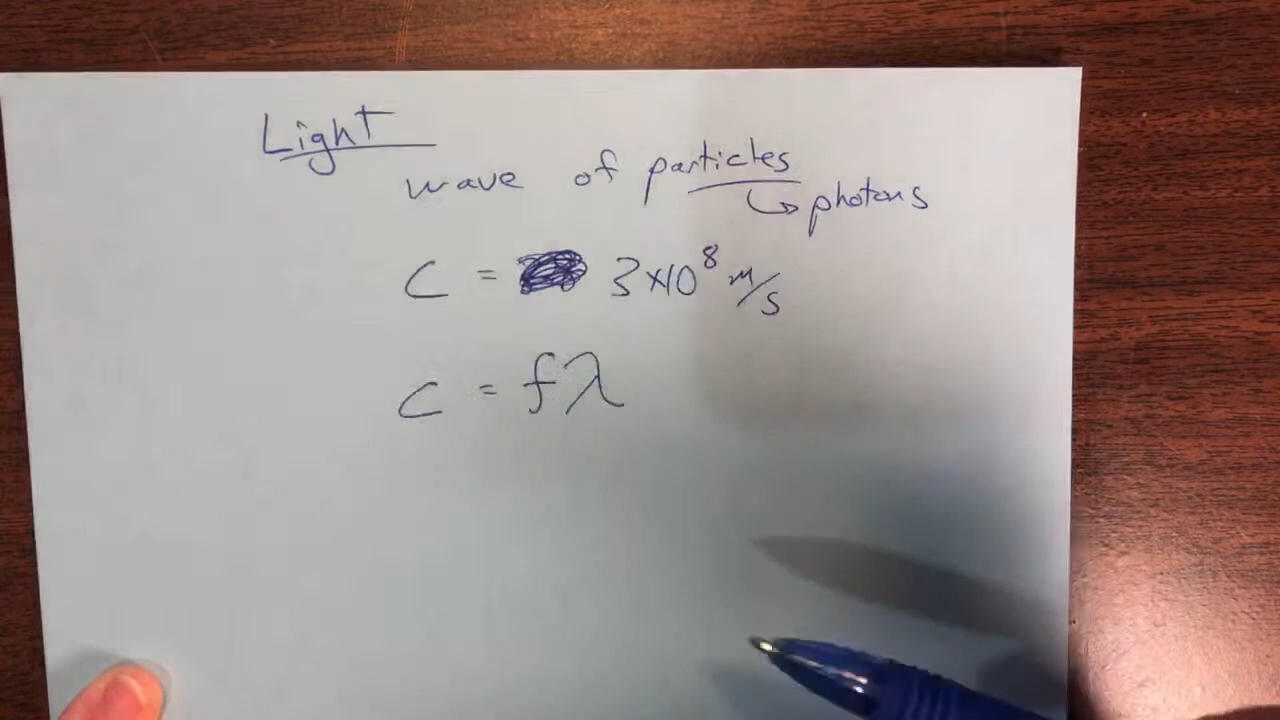 Light
wave of particles
↳ photons
C = 3×10⁸ m/s
C = fλ